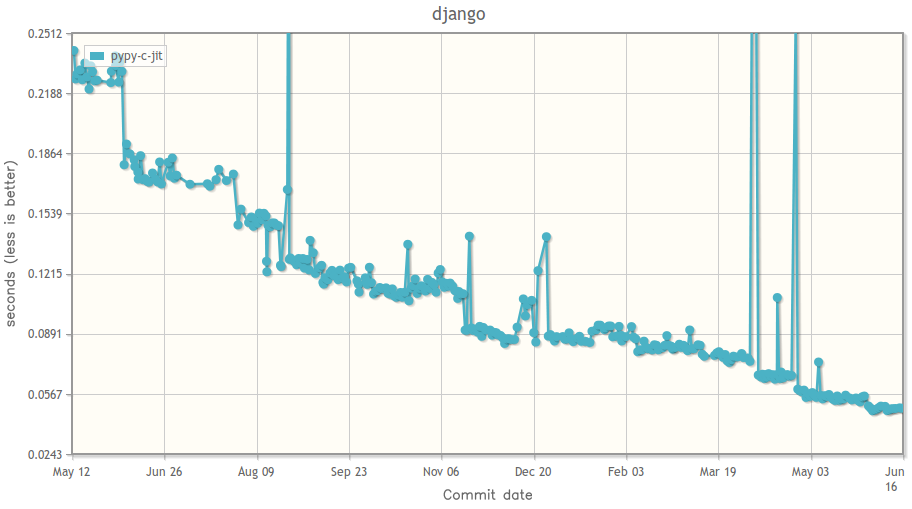 django
pypy-c-jit
seconds (less is better)
0.2512
0.2188
0.1864
0.1539
0.1215
0.0891
0.0567
0.0243
May 12 Jun 26 Aug 09 Sep 23 Nov 06 Dec 20 Feb 03 Mar 19 May 03 Jun
16
Commit date